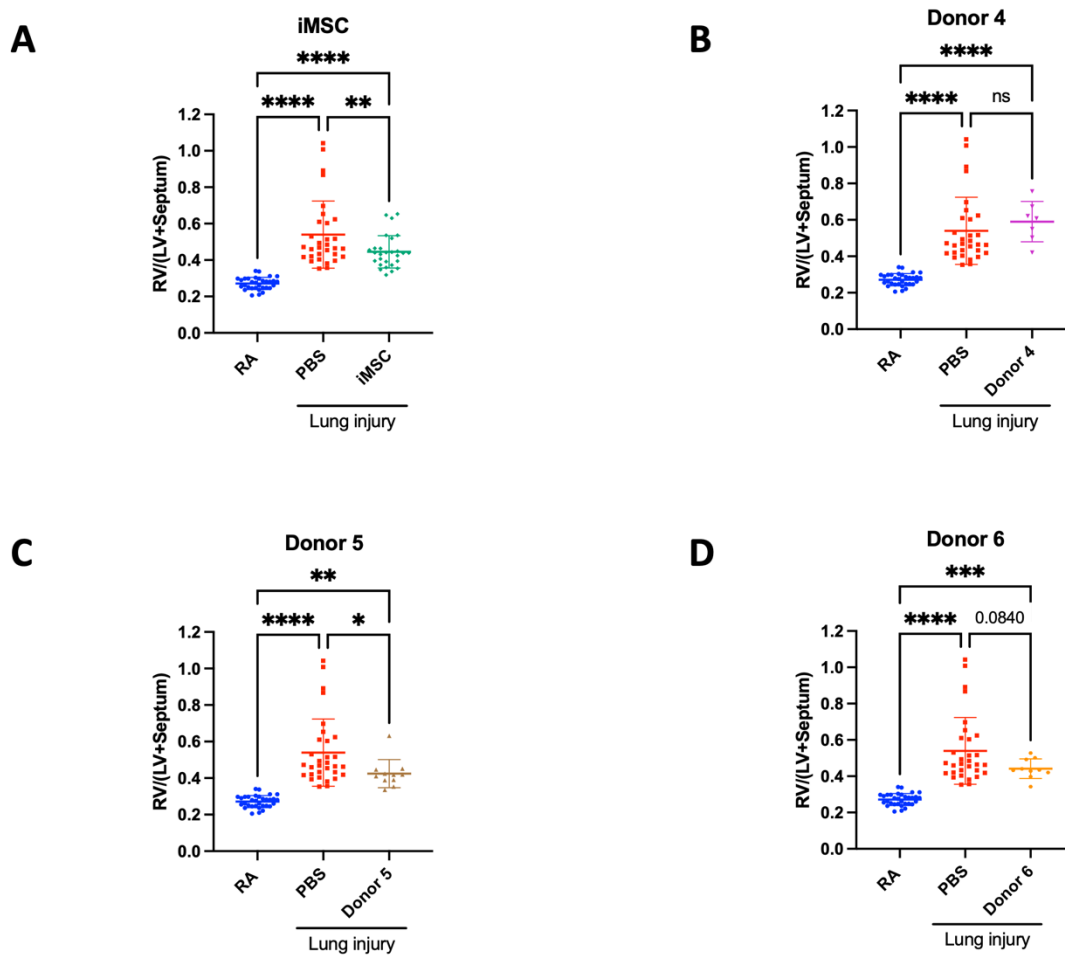 A
iMSC
****
**** **
RV/(LV+Septum)
1.2
1.0
0.8
0.6
0.4
0.2
0.0
RA PBS iMSC
Lung injury
B
Donor 4
****
**** ns
RV/(LV+Septum)
1.2
1.0
0.8
0.6
0.4
0.2
0.0
RA PBS Donor 4
Lung injury
C
Donor 5
**
**** *
RV/(LV+Septum)
1.2
1.0
0.8
0.6
0.4
0.2
0.0
RA PBS Donor 5
Lung injury
D
Donor 6
***
**** 0.0840
RV/(LV+Septum)
1.2
1.0
0.8
0.6
0.4
0.2
0.0
RA PBS Donor 6
Lung injury